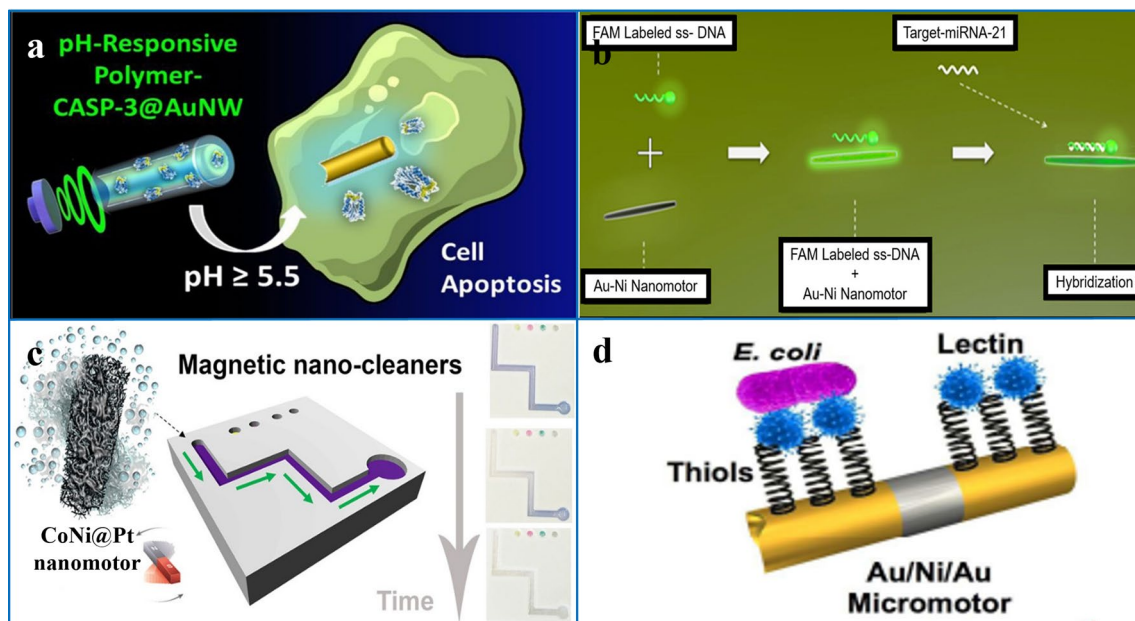 a
pH-Responsive
Polymer-
CASP-3@AuNW
pH ≥ 5.5
Cell
Apoptosis
b
FAM Labeled ss- DNA
Target-miRNA-21
Au-Ni Nanomotor
FAM Labeled ss-DNA
+
Au-Ni Nanomotor
Hybridization
c
Magnetic nano-cleaners
CoNi@Pt
nanomotor
Time
d
E. coli
Lectin
Thiols
Au/Ni/Au
Micromotor